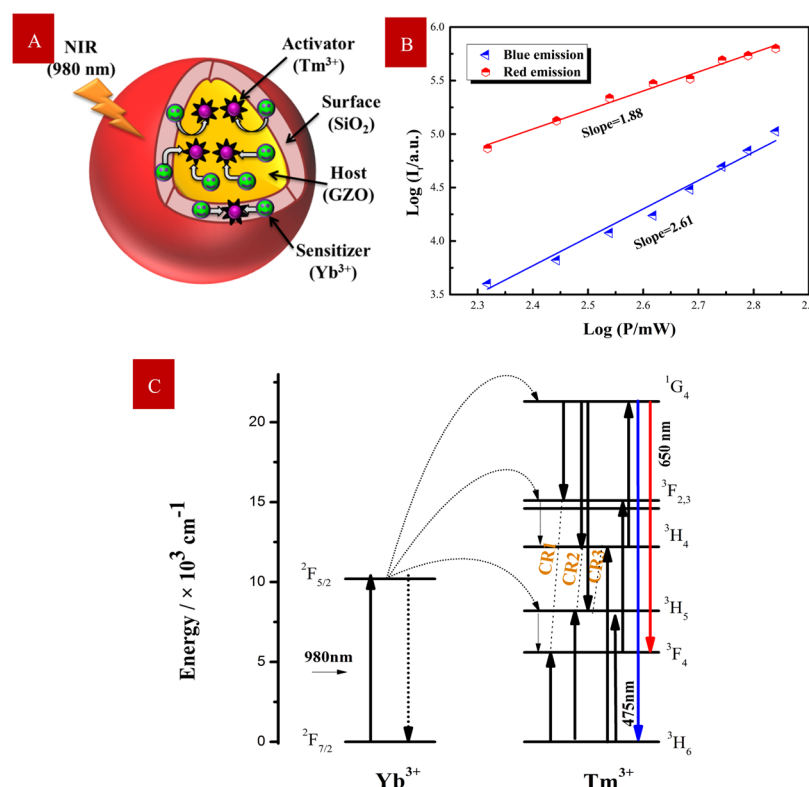 A
NIR
(980 nm)
Activator
(Tm³⁺)
Surface
(SiO₂)
Host
(GZO)
Sensitizer
(Yb³⁺)
B
Blue emission
Red emission
Slope=1.88
Slope=2.61
Log (I/a.u.)
6.0
5.5
5.0
4.5
4.0
3.5
2.3 2.4 2.5 2.6 2.7 2.8 2.9
Log (P/mW)
C
Energy / × 10³ cm⁻¹
20
15
10
5
0
²F₅/₂
980nm
²F₇/₂
Yb³⁺
¹G₄
650 nm
³F₂,₃
³H₄
CR1
CR2
CR3
³H₅
³F₄
475nm
³H₆
Tm³⁺